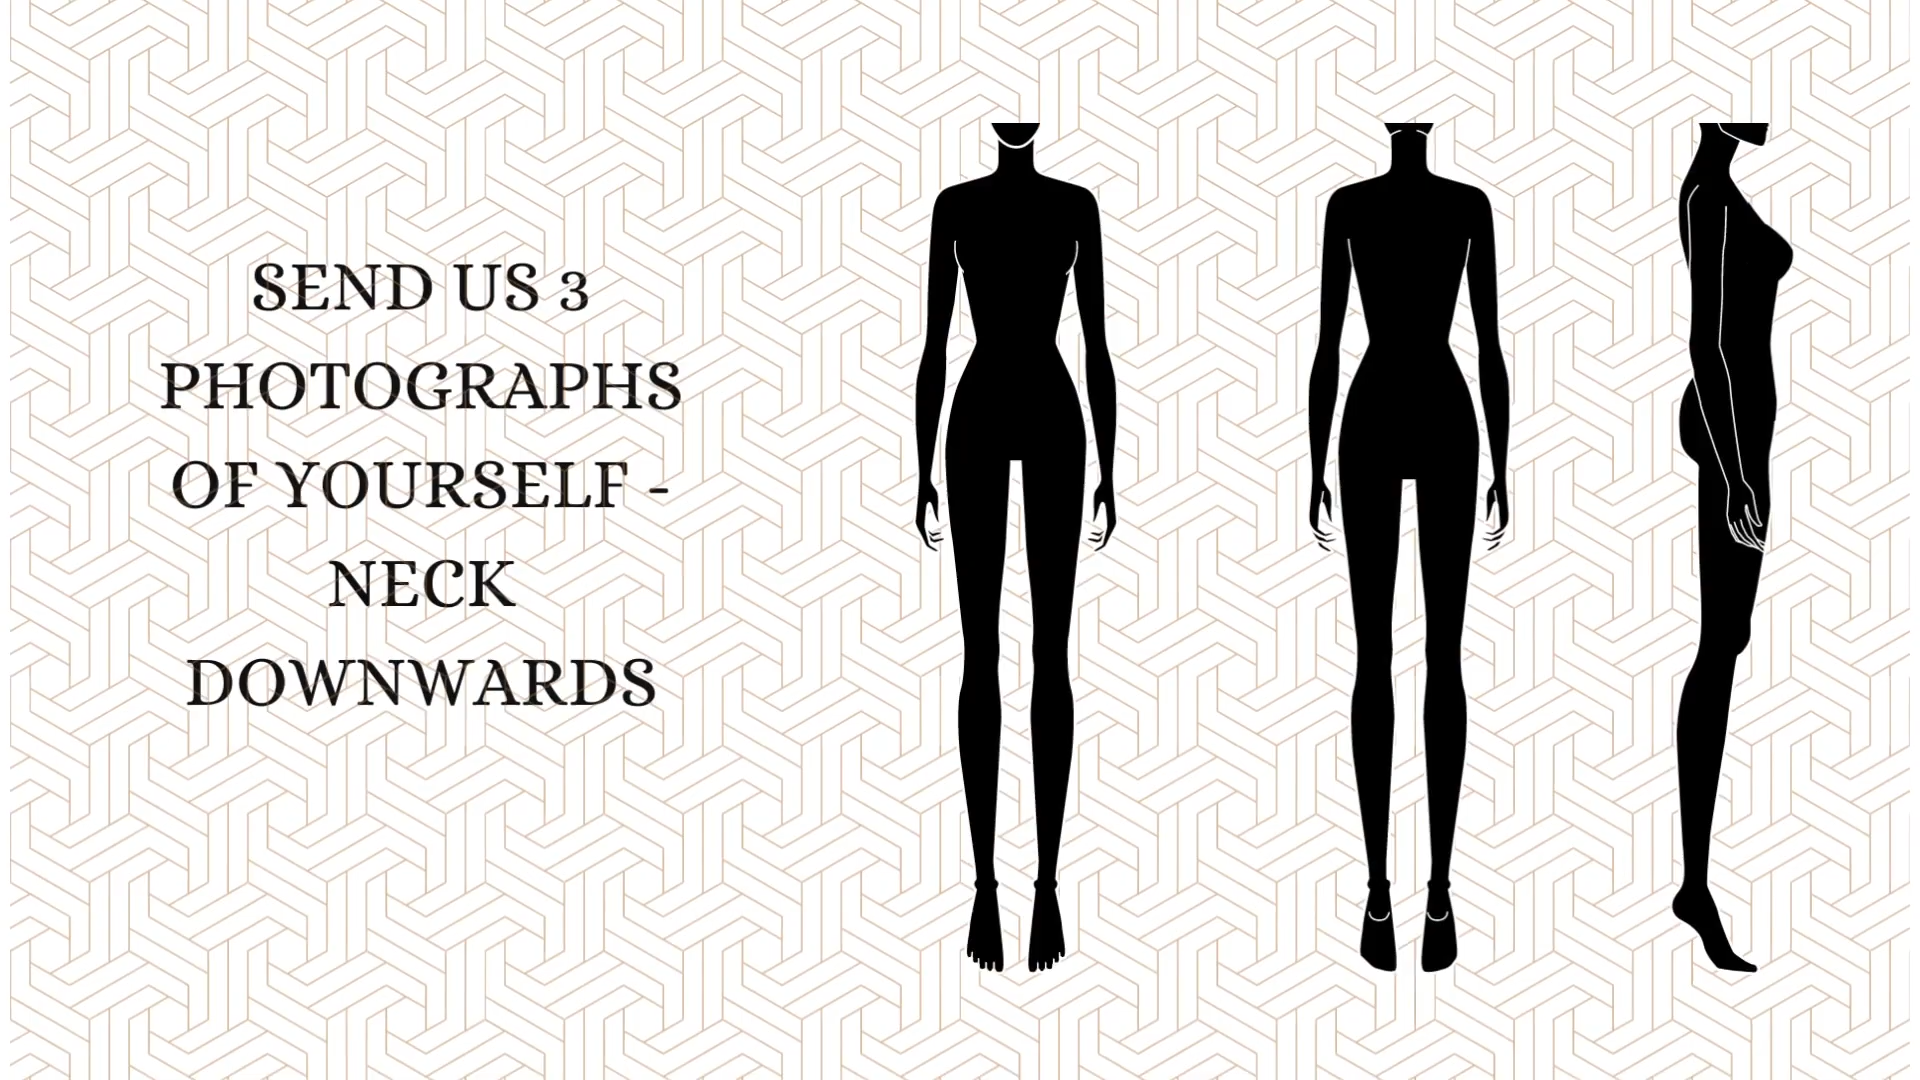 SEND US 3
PHOTOGRAPHS
OF YOURSELF -
NECK
DOWNWARDS